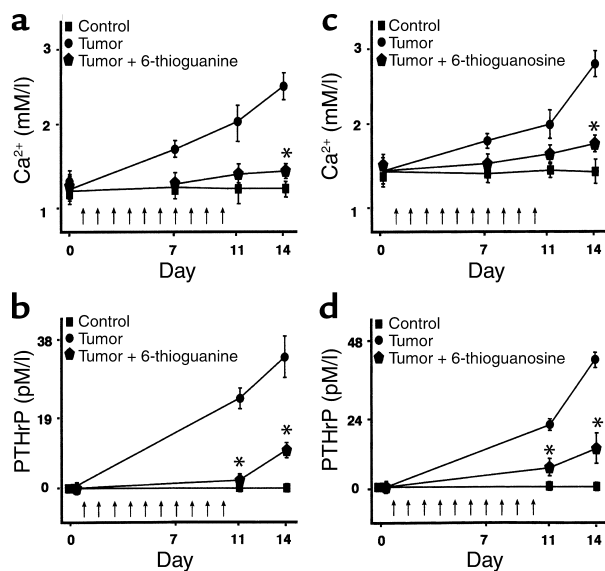 a
Control
Tumor
Tumor + 6-thioguanine
Ca²⁺ (mM/l)
3
2
1
*
0 7 11 14
Day
c
Control
Tumor
Tumor + 6-thioguanosine
Ca²⁺ (mM/l)
3
2
1
*
0 7 11 14
Day
b
Control
Tumor
Tumor + 6-thioguanine
PTHrP (pM/l)
38
19
0
* *
0 7 11 14
Day
d
Control
Tumor
Tumor + 6-thioguanosine
PTHrP (pM/l)
48
24
0
* *
0 7 11 14
Day